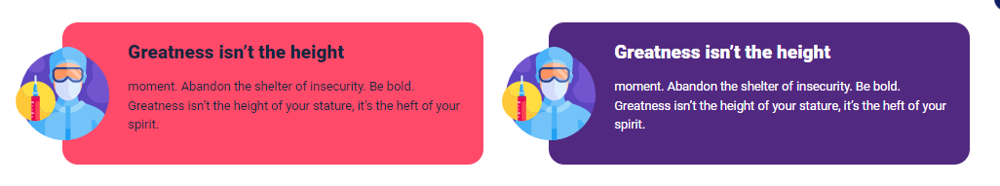 Greatness isn't the height
moment. Abandon the shelter of insecurity. Be bold.
Greatness isn't the height of your stature, it's the heft of your
spirit.
Greatness isn't the height
moment. Abandon the shelter of insecurity. Be bold.
Greatness isn't the height of your stature, it's the heft of your
spirit.